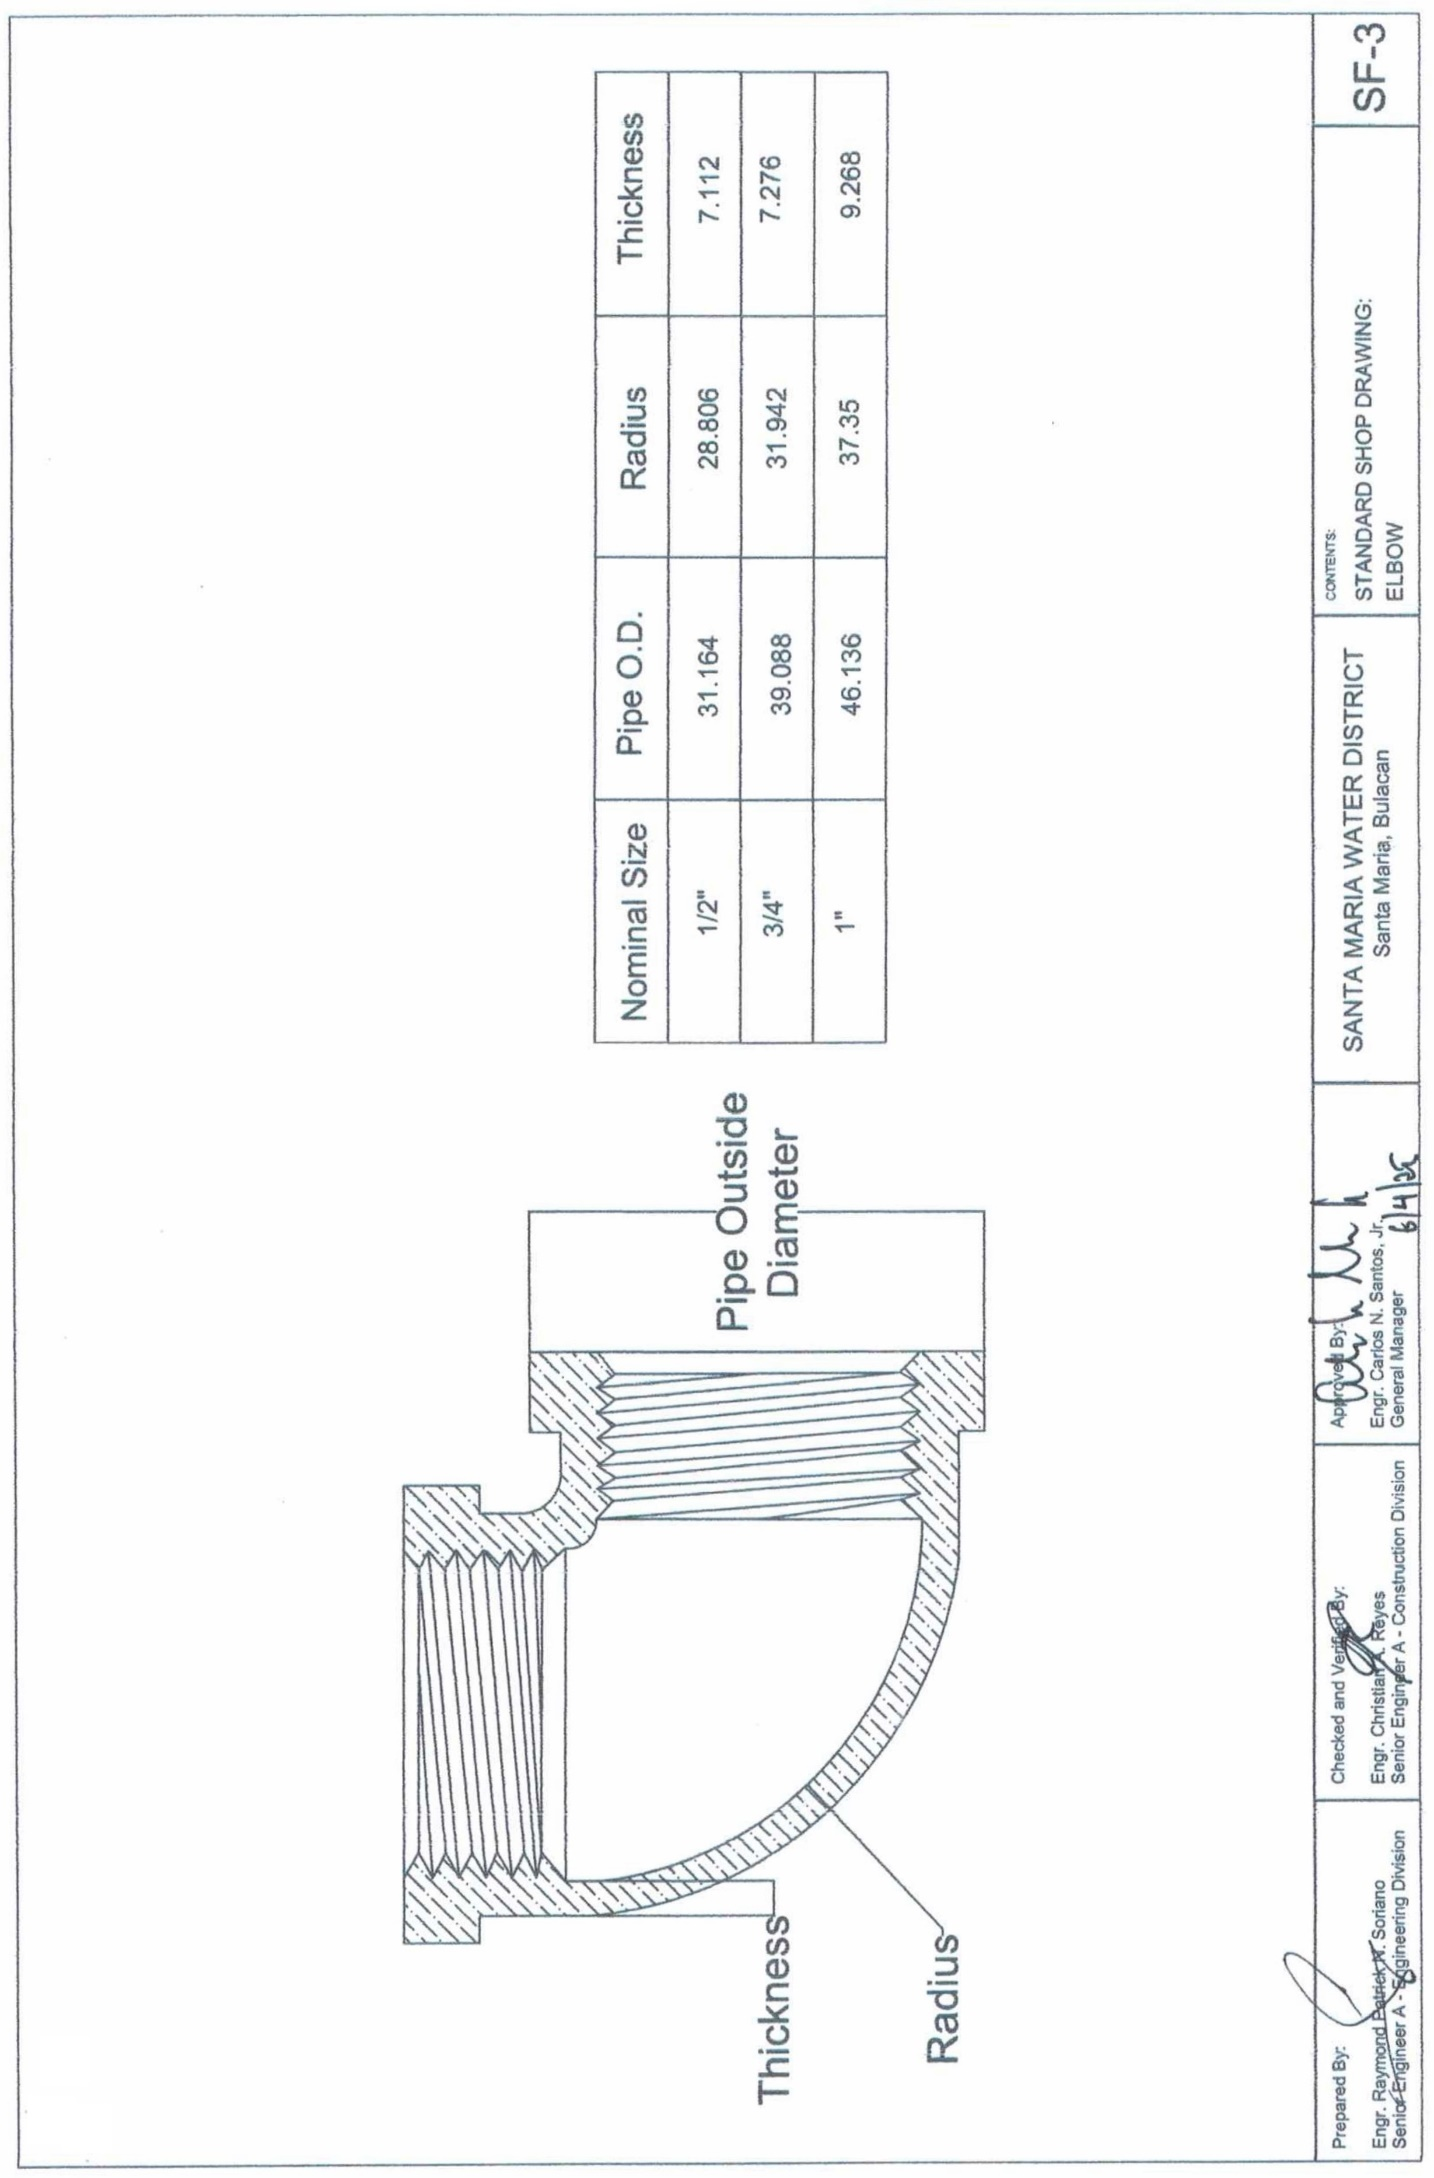 Thickness
Radius
Pipe Outside
Diameter
Nominal Size Pipe O.D. Radius Thickness
1/2" 31.164 28.806 7.112
3/4" 39.088 31.942 7.276
1" 46.136 37.35 9.268
Prepared By:
Engr. Raymond Patrick N. Soriano
Senior Engineer A - Engineering Division
Checked and Verified By:
Engr. Christian A. Reyes
Senior Engineer A - Construction Division
Approved By:
Engr. Carlos N. Santos, Jr.
General Manager
6/4/25
SANTA MARIA WATER DISTRICT
Santa Maria, Bulacan
CONTENTS:
STANDARD SHOP DRAWING:
ELBOW
SF-3